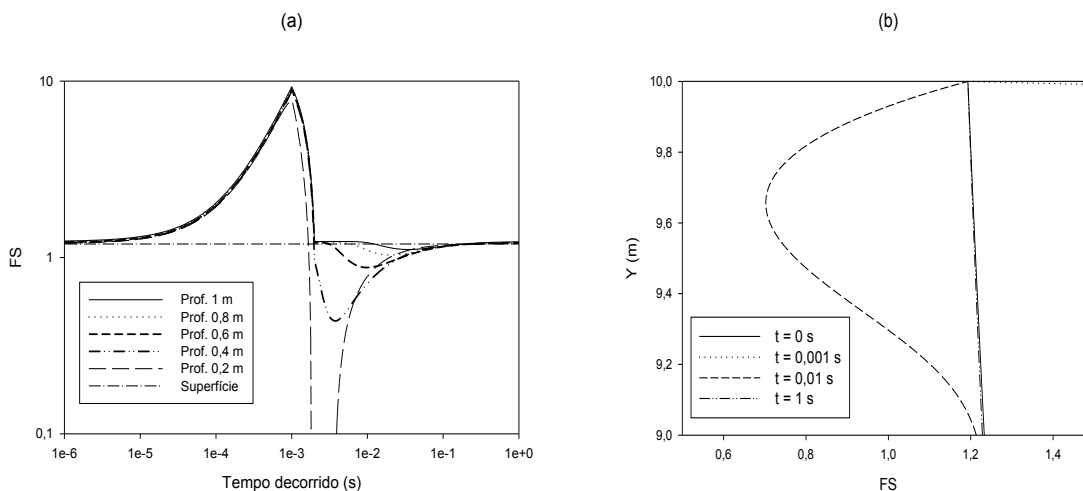 (a)
FS
10
1
0,1
Prof. 1 m
Prof. 0,8 m
Prof. 0,6 m
Prof. 0,4 m
Prof. 0,2 m
Superfície
1e-6 1e-5 1e-4 1e-3 1e-2 1e-1 1e+0
Tempo decorrido (s)
(b)
Y (m)
10,0
9,8
9,6
9,4
9,2
9,0
t = 0 s
t = 0,001 s
t = 0,01 s
t = 1 s
0,6 0,8 1,0 1,2 1,4
FS